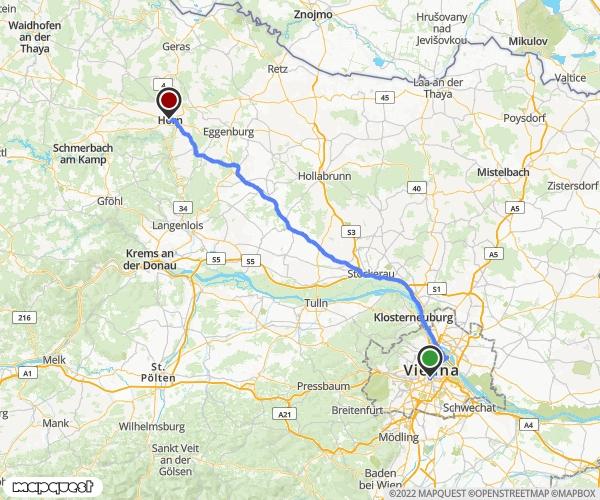 Znojmo
Hrušovany
nad
Jevišovkou
Waidhofen
an der
Thaya
Geras
Mikulov
Retz
Valtice
Laa an der
Thaya
4
45
Horn
Poysdorf
Eggenburg
Schmerbach
am Kamp
Hollabrunn
Mistelbach
Zistersdorf
40
Gföhl
34
A5
Langenlois
S3
Krems an
der Donau
S5
S5
A5
Stockerau
S1
Tulln
216
Klosterneuburg
Melk
St.
Pölten
A1
Vienna
Pressbaum
Schwechat
Mank
A21
Breitenfurt
Wilhelmsburg
A4
Mödling
Sankt Veit
an der
Gölsen
Baden
bei Wien
mapquest
©2022 MAPQUEST ©OPENSTREETMAP ©MAPBOX